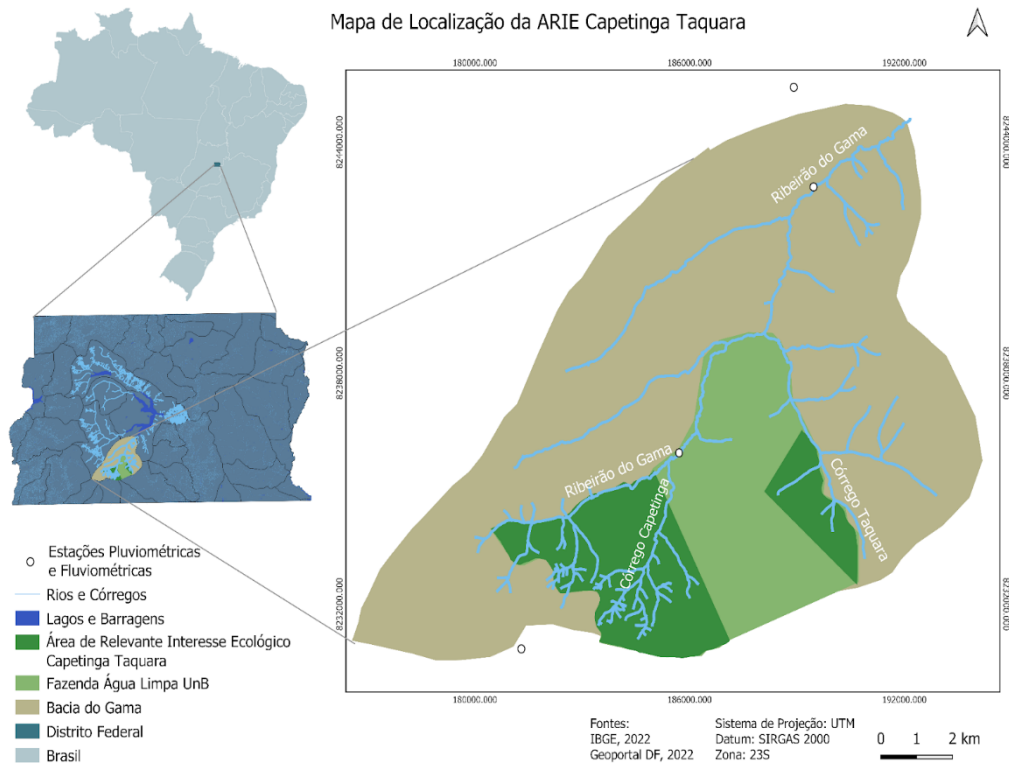 Mapa de Localização da ARIE Capetinga Taquara
180000.000
186000.000
192000.000
8244000.000
8244000.000
Ribeirão do Gama
8238000.000
8238000.000
Ribeirão do Gama
Córrego Capetinga
Córrego Taquara
8232000.000
8232000.000
180000.000
186000.000
192000.000
Estações Pluviométricas
e Fluviométricas
Rios e Córregos
Lagos e Barragens
Área de Relevante Interesse Ecológico
Capetinga Taquara
Fazenda Água Limpa UnB
Bacia do Gama
Distrito Federal
Brasil
Fontes:
IBGE, 2022
Geoportal DF, 2022
Sistema de Projeção: UTM
Datum: SIRGAS 2000
Zona: 23S
0 1 2 km